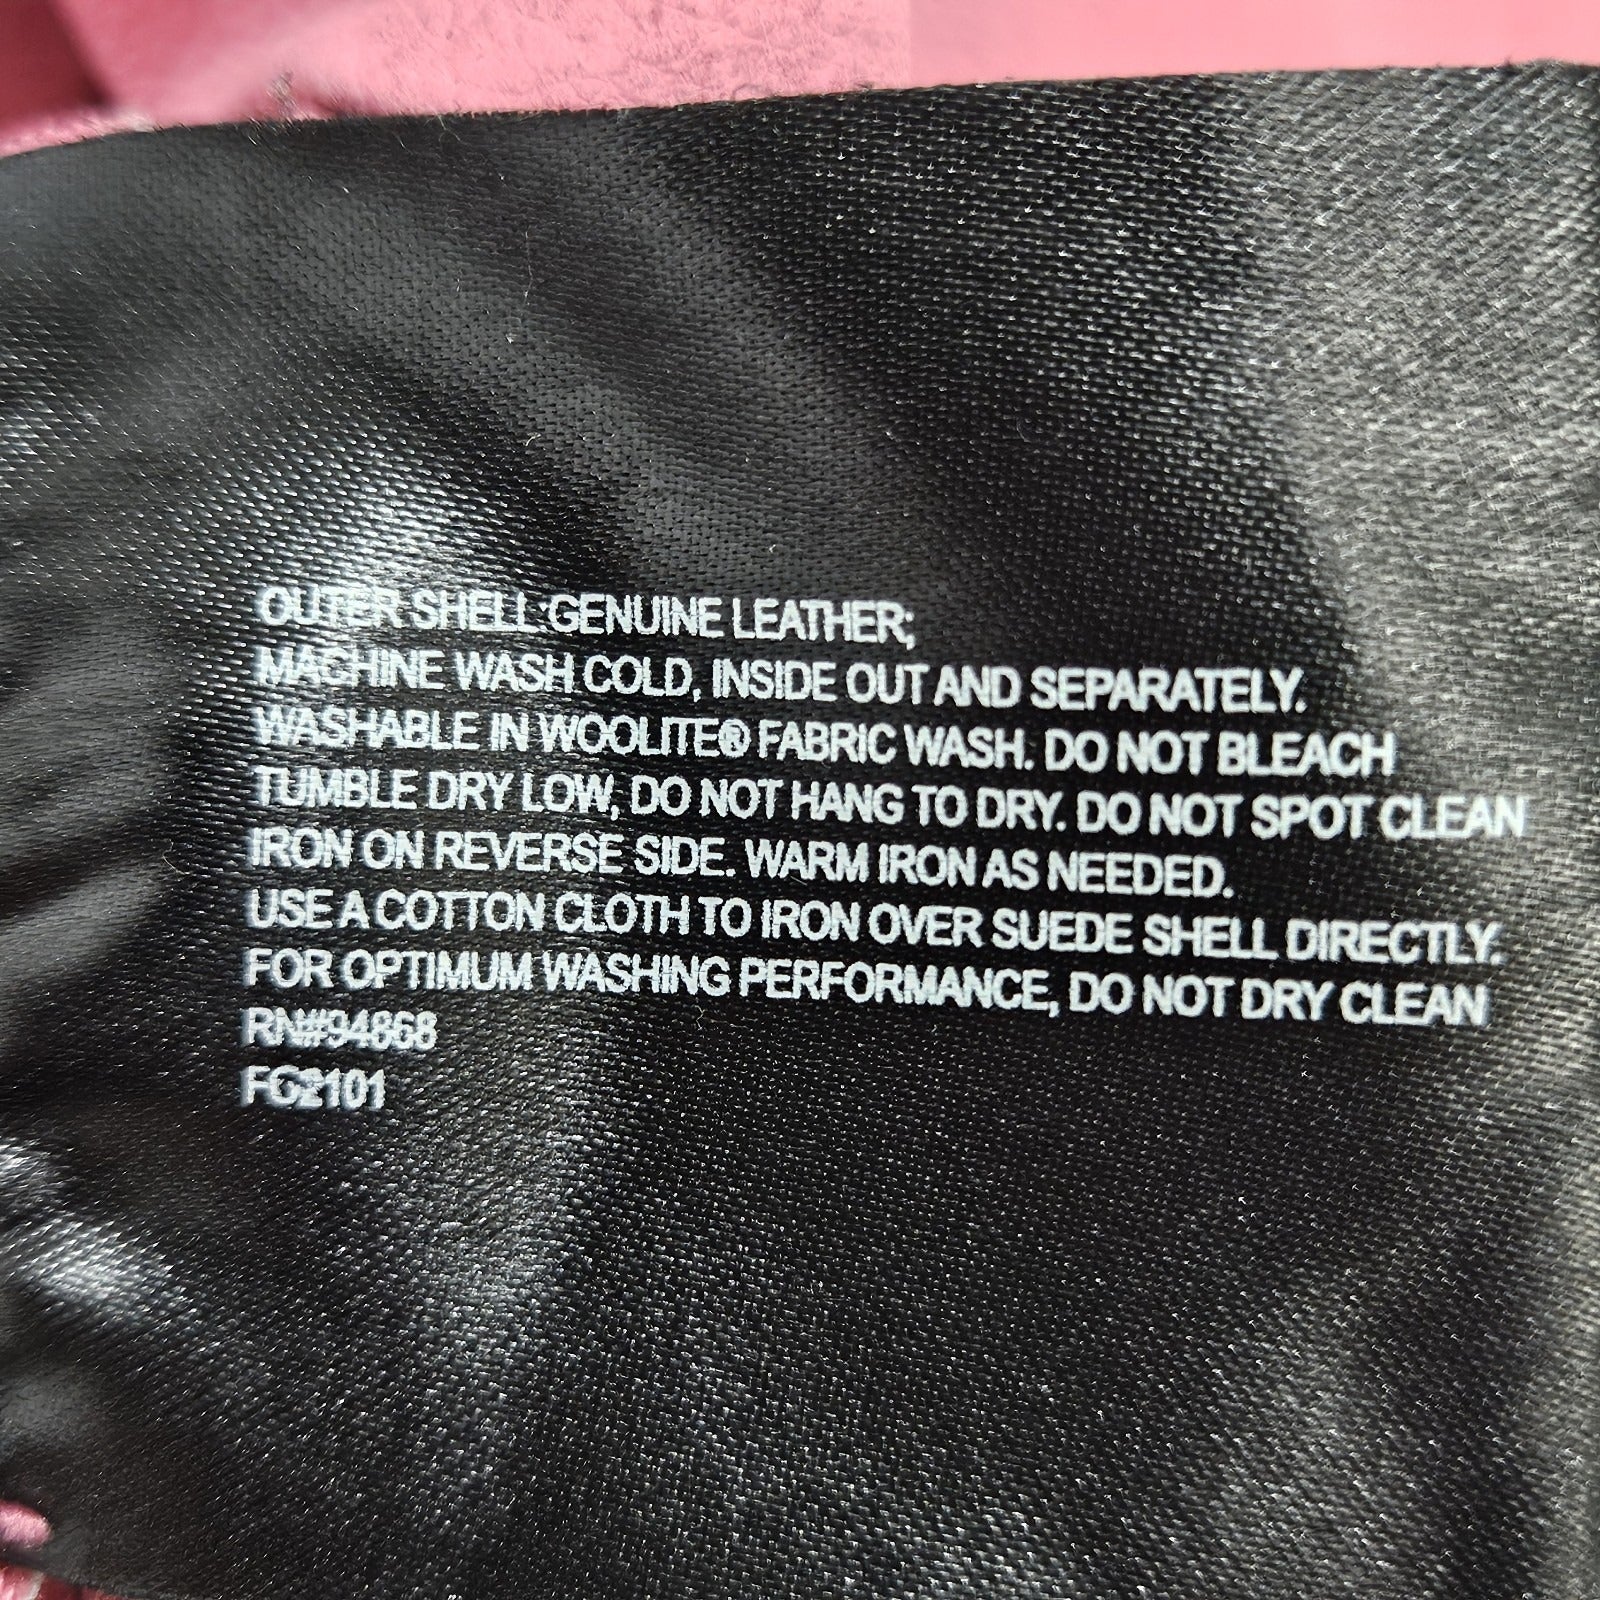 OUTER SHELL:GENUINE LEATHER;
MACHINE WASH COLD, INSIDE OUT AND SEPARATELY.
WASHABLE IN WOOLITE® FABRIC WASH. DO NOT BLEACH
TUMBLE DRY LOW, DO NOT HANG TO DRY. DO NOT SPOT CLEAN
IRON ON REVERSE SIDE. WARM IRON AS NEEDED.
USE A COTTON CLOTH TO IRON OVER SUEDE SHELL DIRECTLY.
FOR OPTIMUM WASHING PERFORMANCE, DO NOT DRY CLEAN
RN#94868
FG2101